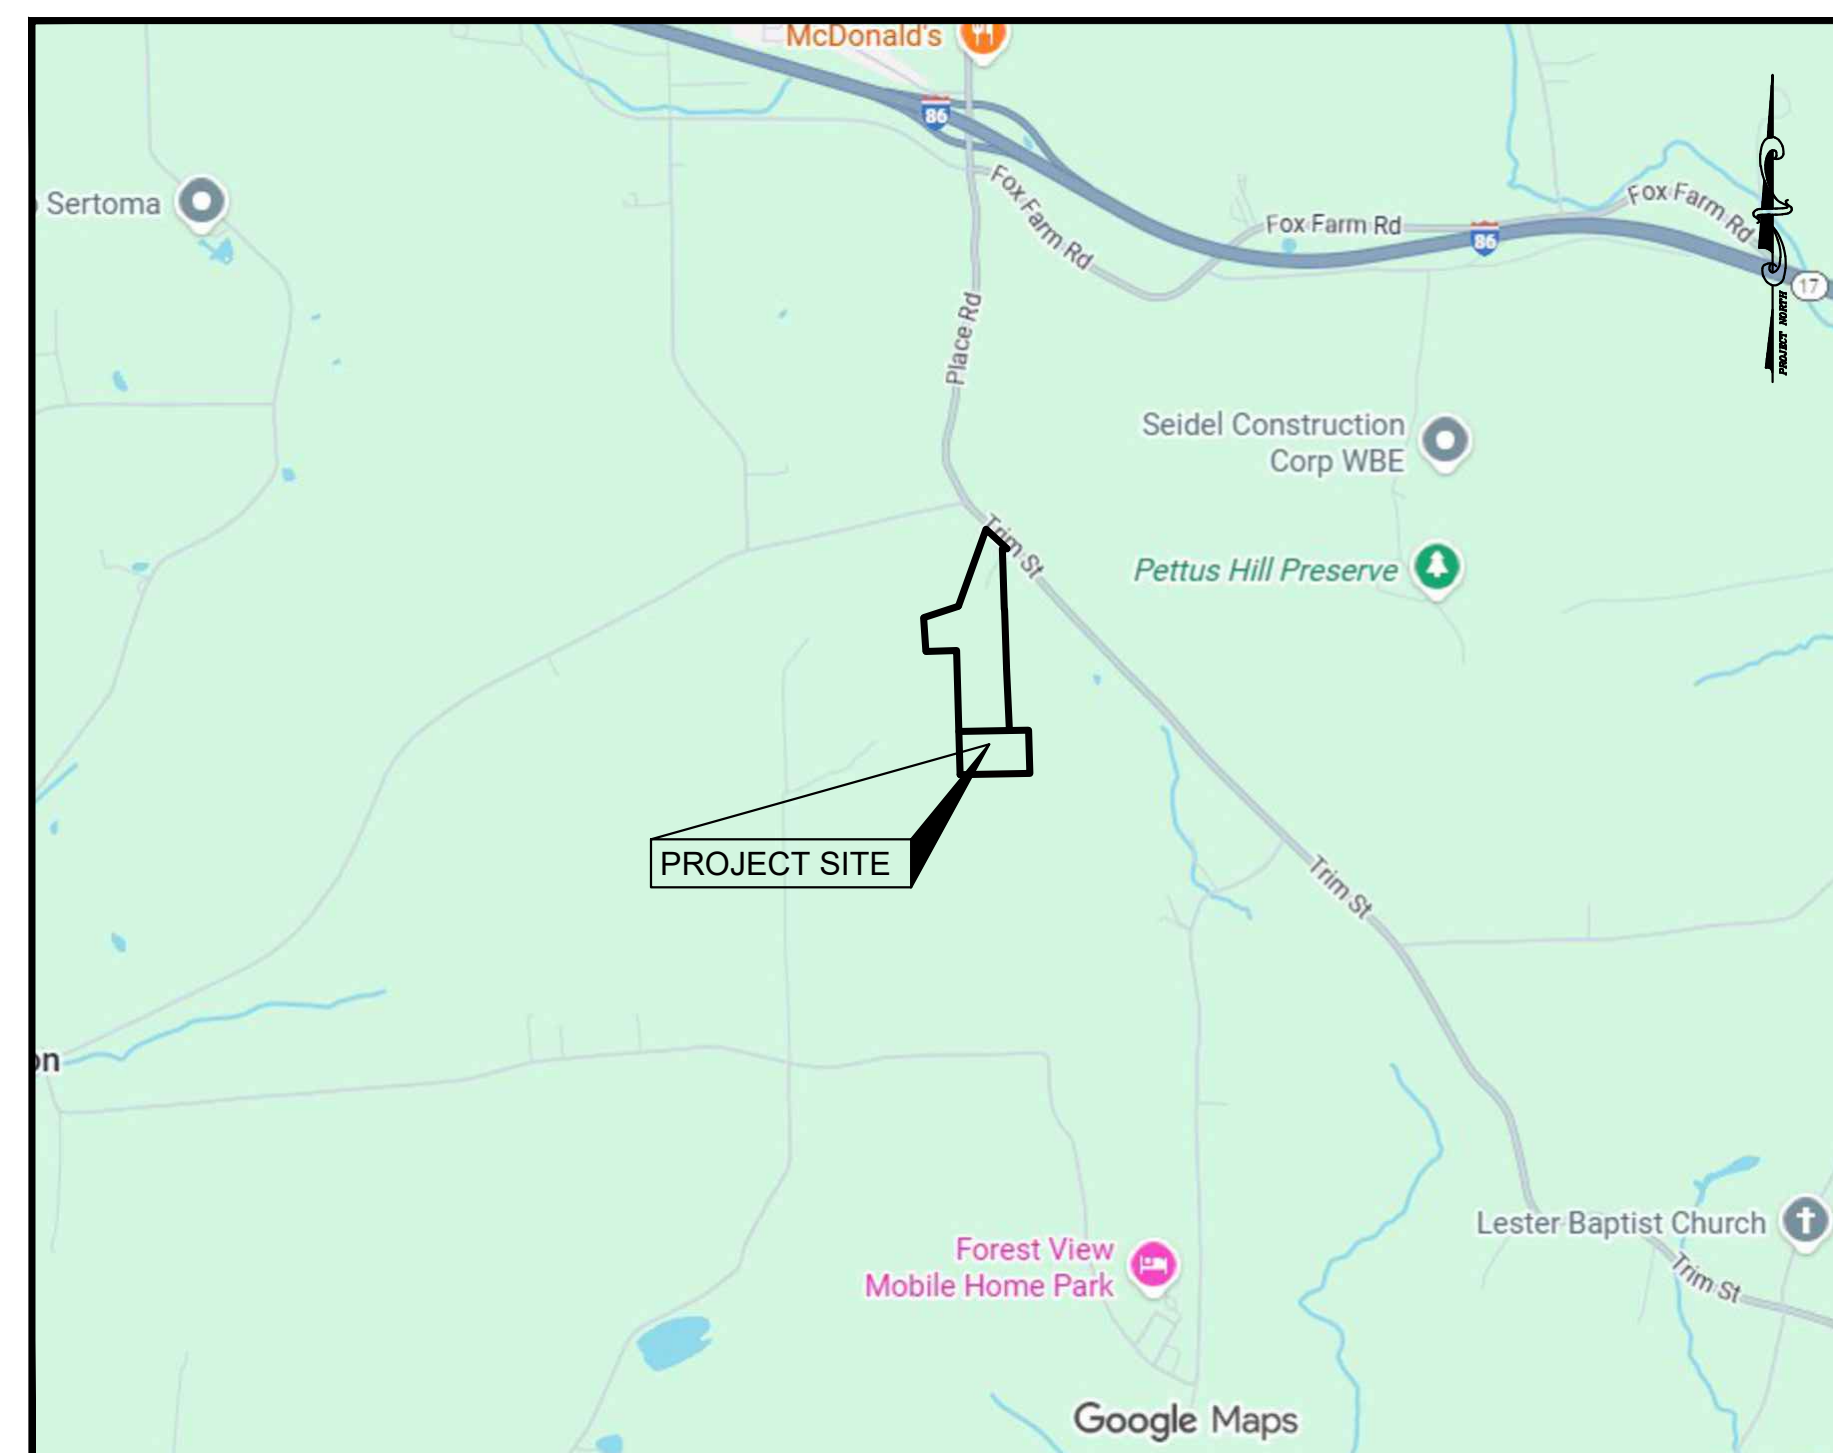 McDonald's
86
Sertoma
Fox Farm Rd
Fox Farm Rd
Fox Farm Rd
86
17
PROJECT NORTH
Place Rd
Seidel Construction
Corp WBE
Trim St
Pettus Hill Preserve
PROJECT SITE
Trim St
on
Lester Baptist Church
Forest View
Mobile Home Park
Trim St
Google Maps